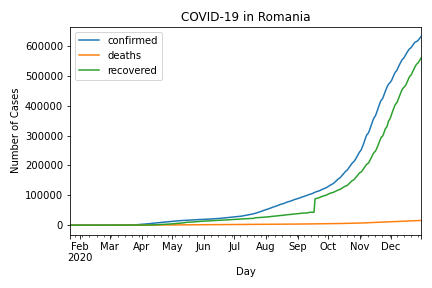 COVID-19 in Romania
confirmed
deaths
recovered
Number of Cases
600000
500000
400000
300000
200000
100000
0
Feb Mar Apr May Jun Jul Aug Sep Oct Nov Dec
2020
Day